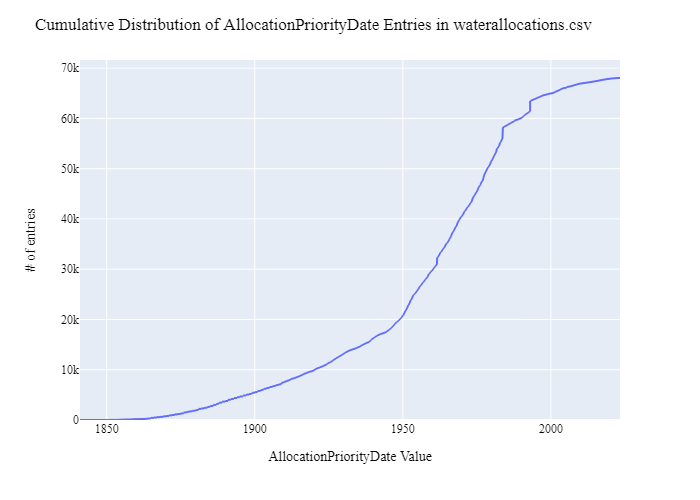 Cumulative Distribution of AllocationPriorityDate Entries in waterallocations.csv
70k
60k
50k
40k
30k
20k
10k
0
# of entries
1850
1900
1950
2000
AllocationPriorityDate Value